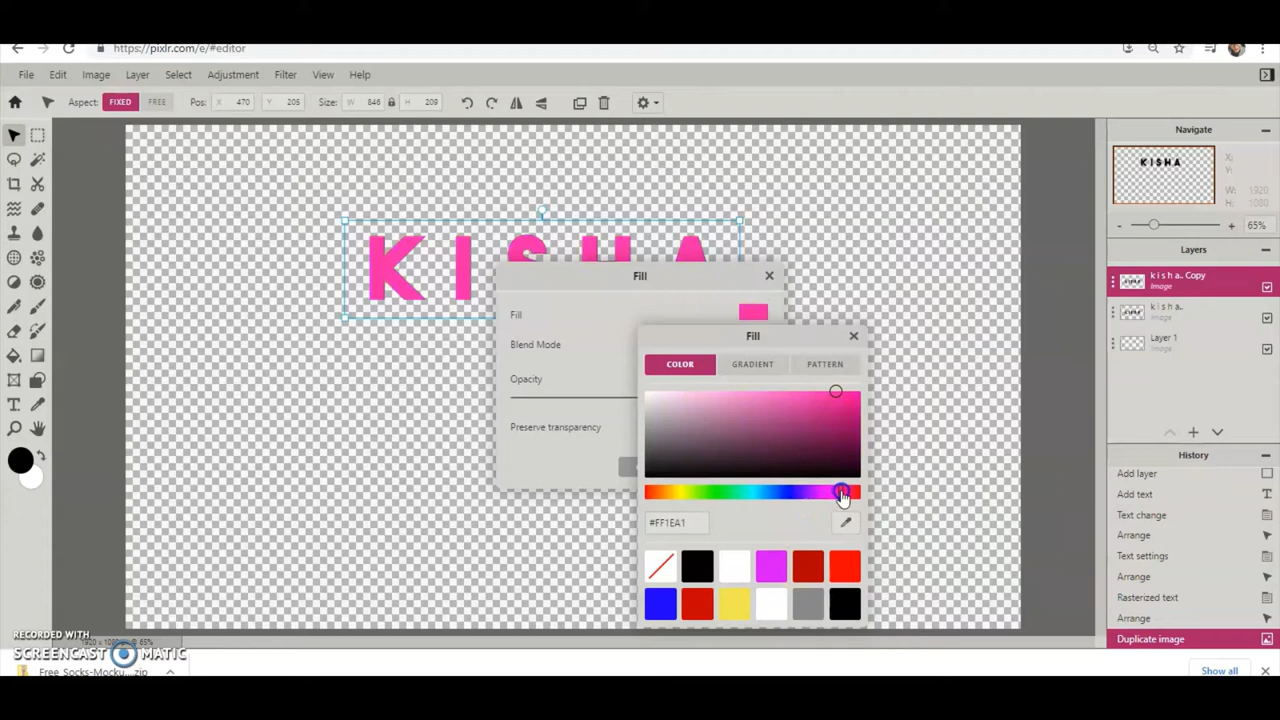 https://pixlr.com/e/#editor
File Edit Image Layer Select Adjustment Filter View Help
Aspect: FIXED FREE Pos: X 470 Y 205 Size: W 846 H 209
Navigate
KISHA
X:
Y:
W: 1920
H: 1080
- + 65%
Layers
k i s h a.. Copy
Image
k i s h a..
Image
Layer 1
Image
K I S H A
Fill
Fill
Blend Mode
Opacity
Preserve transparency
Fill
COLOR GRADIENT PATTERN
#FF1EA1
History
Add layer
Add text
Text change
Arrange
Text settings
Arrange
Rasterized text
Arrange
Duplicate image
1920 x 1080px @ 65%
RECORDED WITH
SCREENCAST MATIC
Free Socks-Mocku....zip
Show all